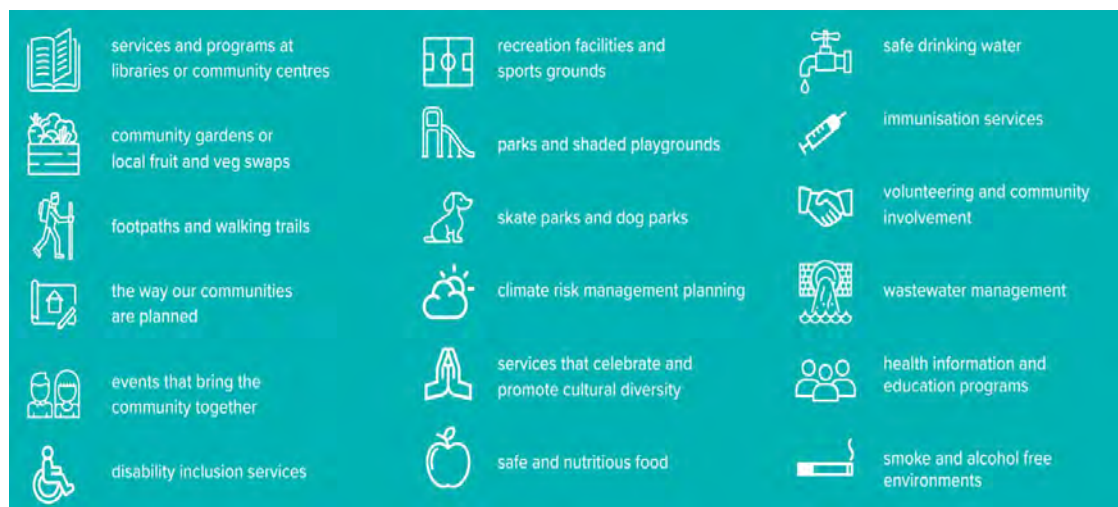 services and programs at
libraries or community centres
community gardens or
local fruit and veg swaps
footpaths and walking trails
the way our communities
are planned
events that bring the
community together
disability inclusion services
recreation facilities and
sports grounds
parks and shaded playgrounds
skate parks and dog parks
climate risk management planning
services that celebrate and
promote cultural diversity
safe and nutritious food
safe drinking water
immunisation services
volunteering and community
involvement
wastewater management
health information and
education programs
smoke and alcohol free
environments